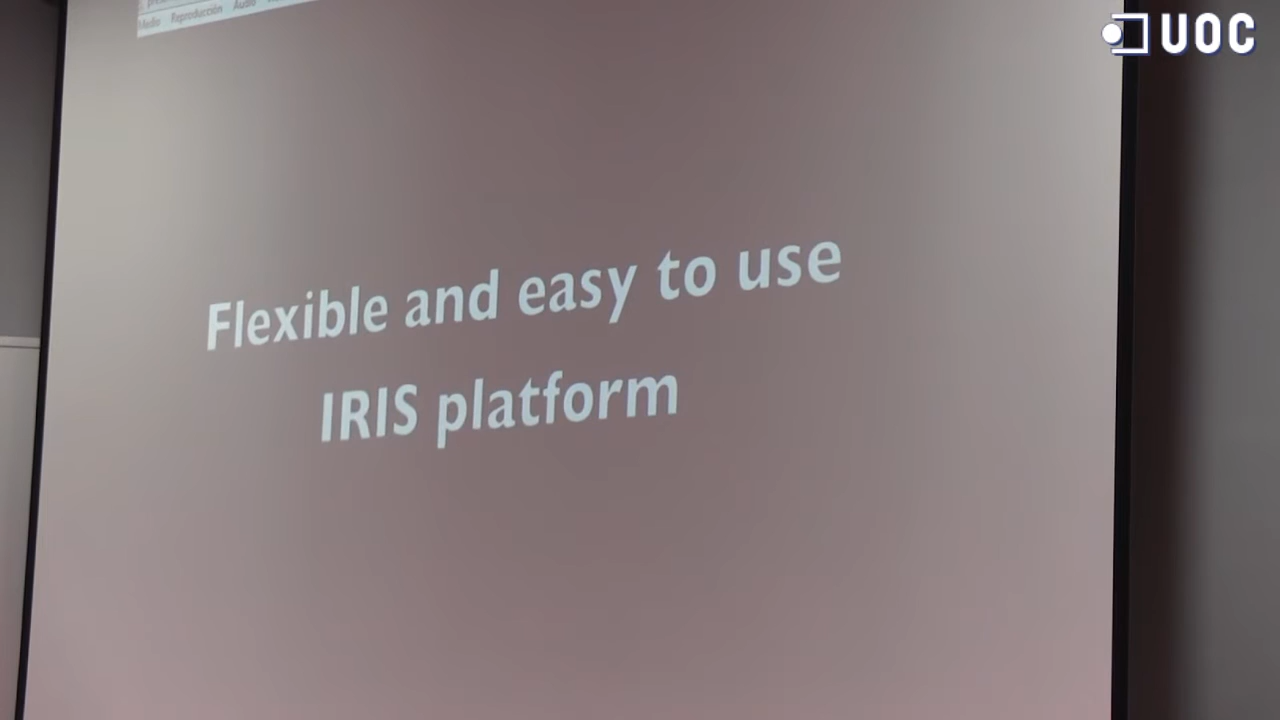 Medio Reproducción Audio
UOC
Flexible and easy to use
IRIS platform